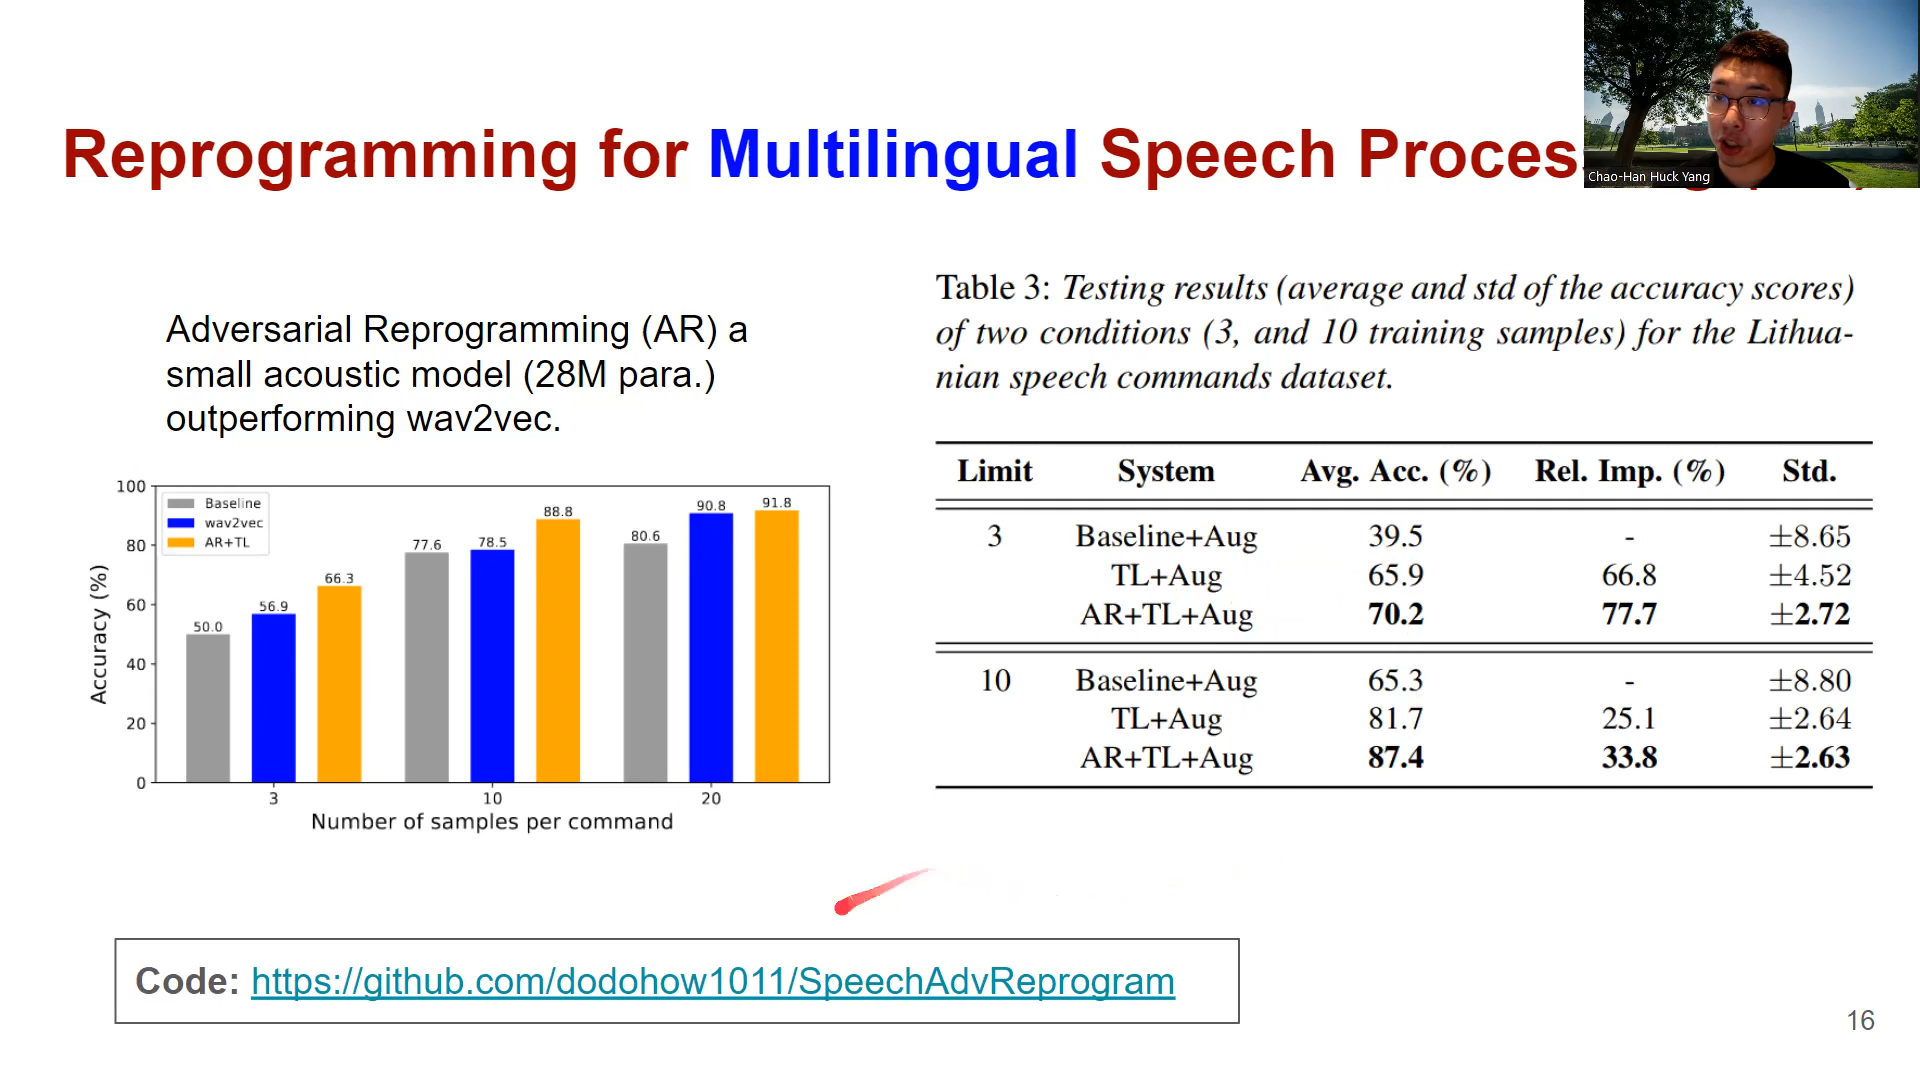 Reprogramming for Multilingual Speech
Chao-Han Huck Yang
Adversarial Reprogramming (AR) a
small acoustic model (28M para.)
outperforming wav2vec.
100
80
60
40
20
0
Accuracy (%)
Baseline
wav2vec
AR+TL
50.0 56.9 66.3
77.6 78.5 88.8
80.6 90.8 91.8
3 10 20
Number of samples per command
Table 3: Testing results (average and std of the accuracy scores)
of two conditions (3, and 10 training samples) for the Lithua-
nian speech commands dataset.
Limit System Avg. Acc. (%) Rel. Imp. (%) Std.
3 Baseline+Aug 39.5 - ±8.65
TL+Aug 65.9 66.8 ±4.52
AR+TL+Aug 70.2 77.7 ±2.72
10 Baseline+Aug 65.3 - ±8.80
TL+Aug 81.7 25.1 ±2.64
AR+TL+Aug 87.4 33.8 ±2.63
Code: https://github.com/dodohow1011/SpeechAdvReprogram
16